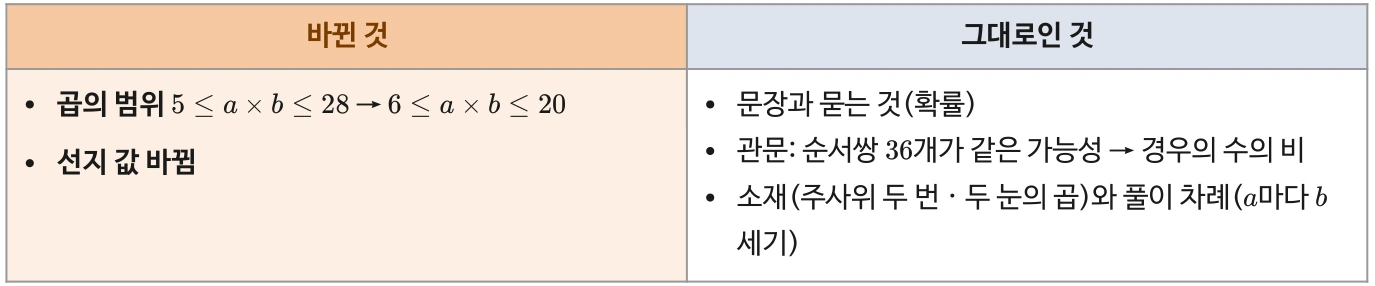 바뀐 것
그대로인 것
• 곱의 범위 5 ≤ a × b ≤ 28 → 6 ≤ a × b ≤ 20
• 선지 값 바뀜
• 문장과 묻는 것(확률)
• 관문: 순서쌍 36개가 같은 가능성 → 경우의 수의 비
• 소재(주사위 두 번 · 두 눈의 곱)와 풀이 차례(a마다 b
세기)